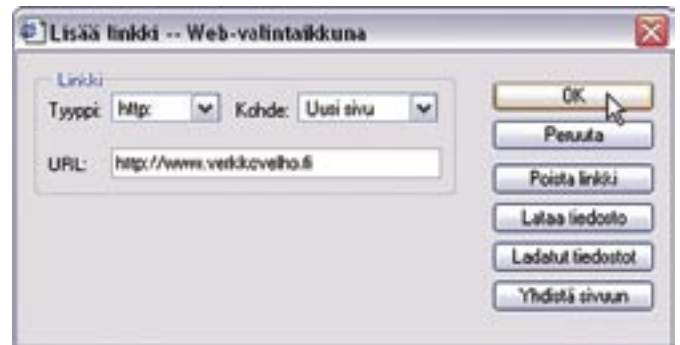 Lisää linkki -- Web-valintaikkuna
Linkki
Tyyppi: http: Kohde: Uusi sivu
URL: http://www.verkkovelho.fi
OK
Peruuta
Poista linkki
Lataa tiedosto
Ladatut tiedostot
Yhdistä sivuun